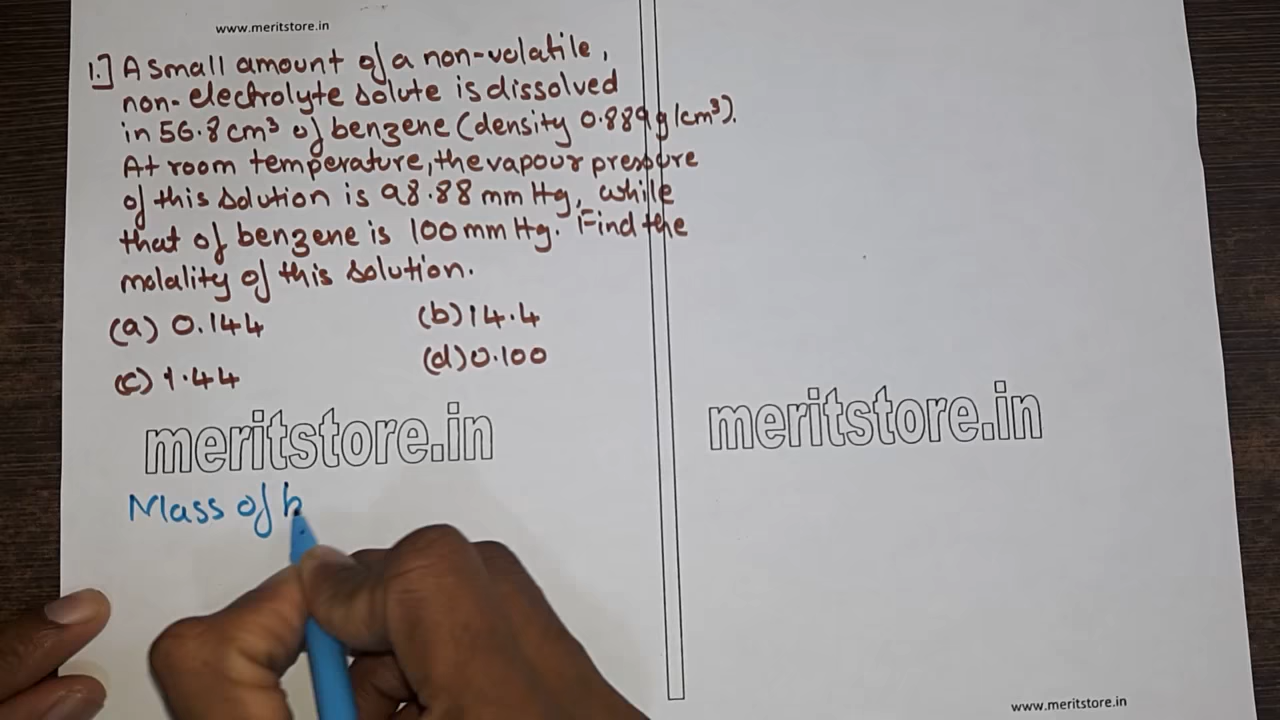 www.meritstore.in
1.] A small amount of a non-volatile,
non-electrolyte solute is dissolved
in 56.8 cm³ of benzene (density 0.889 g/cm³).
At room temperature, the vapour pressure
of this solution is 98.88 mm Hg, while
that of benzene is 100 mm Hg. Find the
molality of this solution.
(a) 0.144 (b) 14.4
(c) 1.44 (d) 0.100
meritstore.in meritstore.in
Mass of b
www.meritstore.in